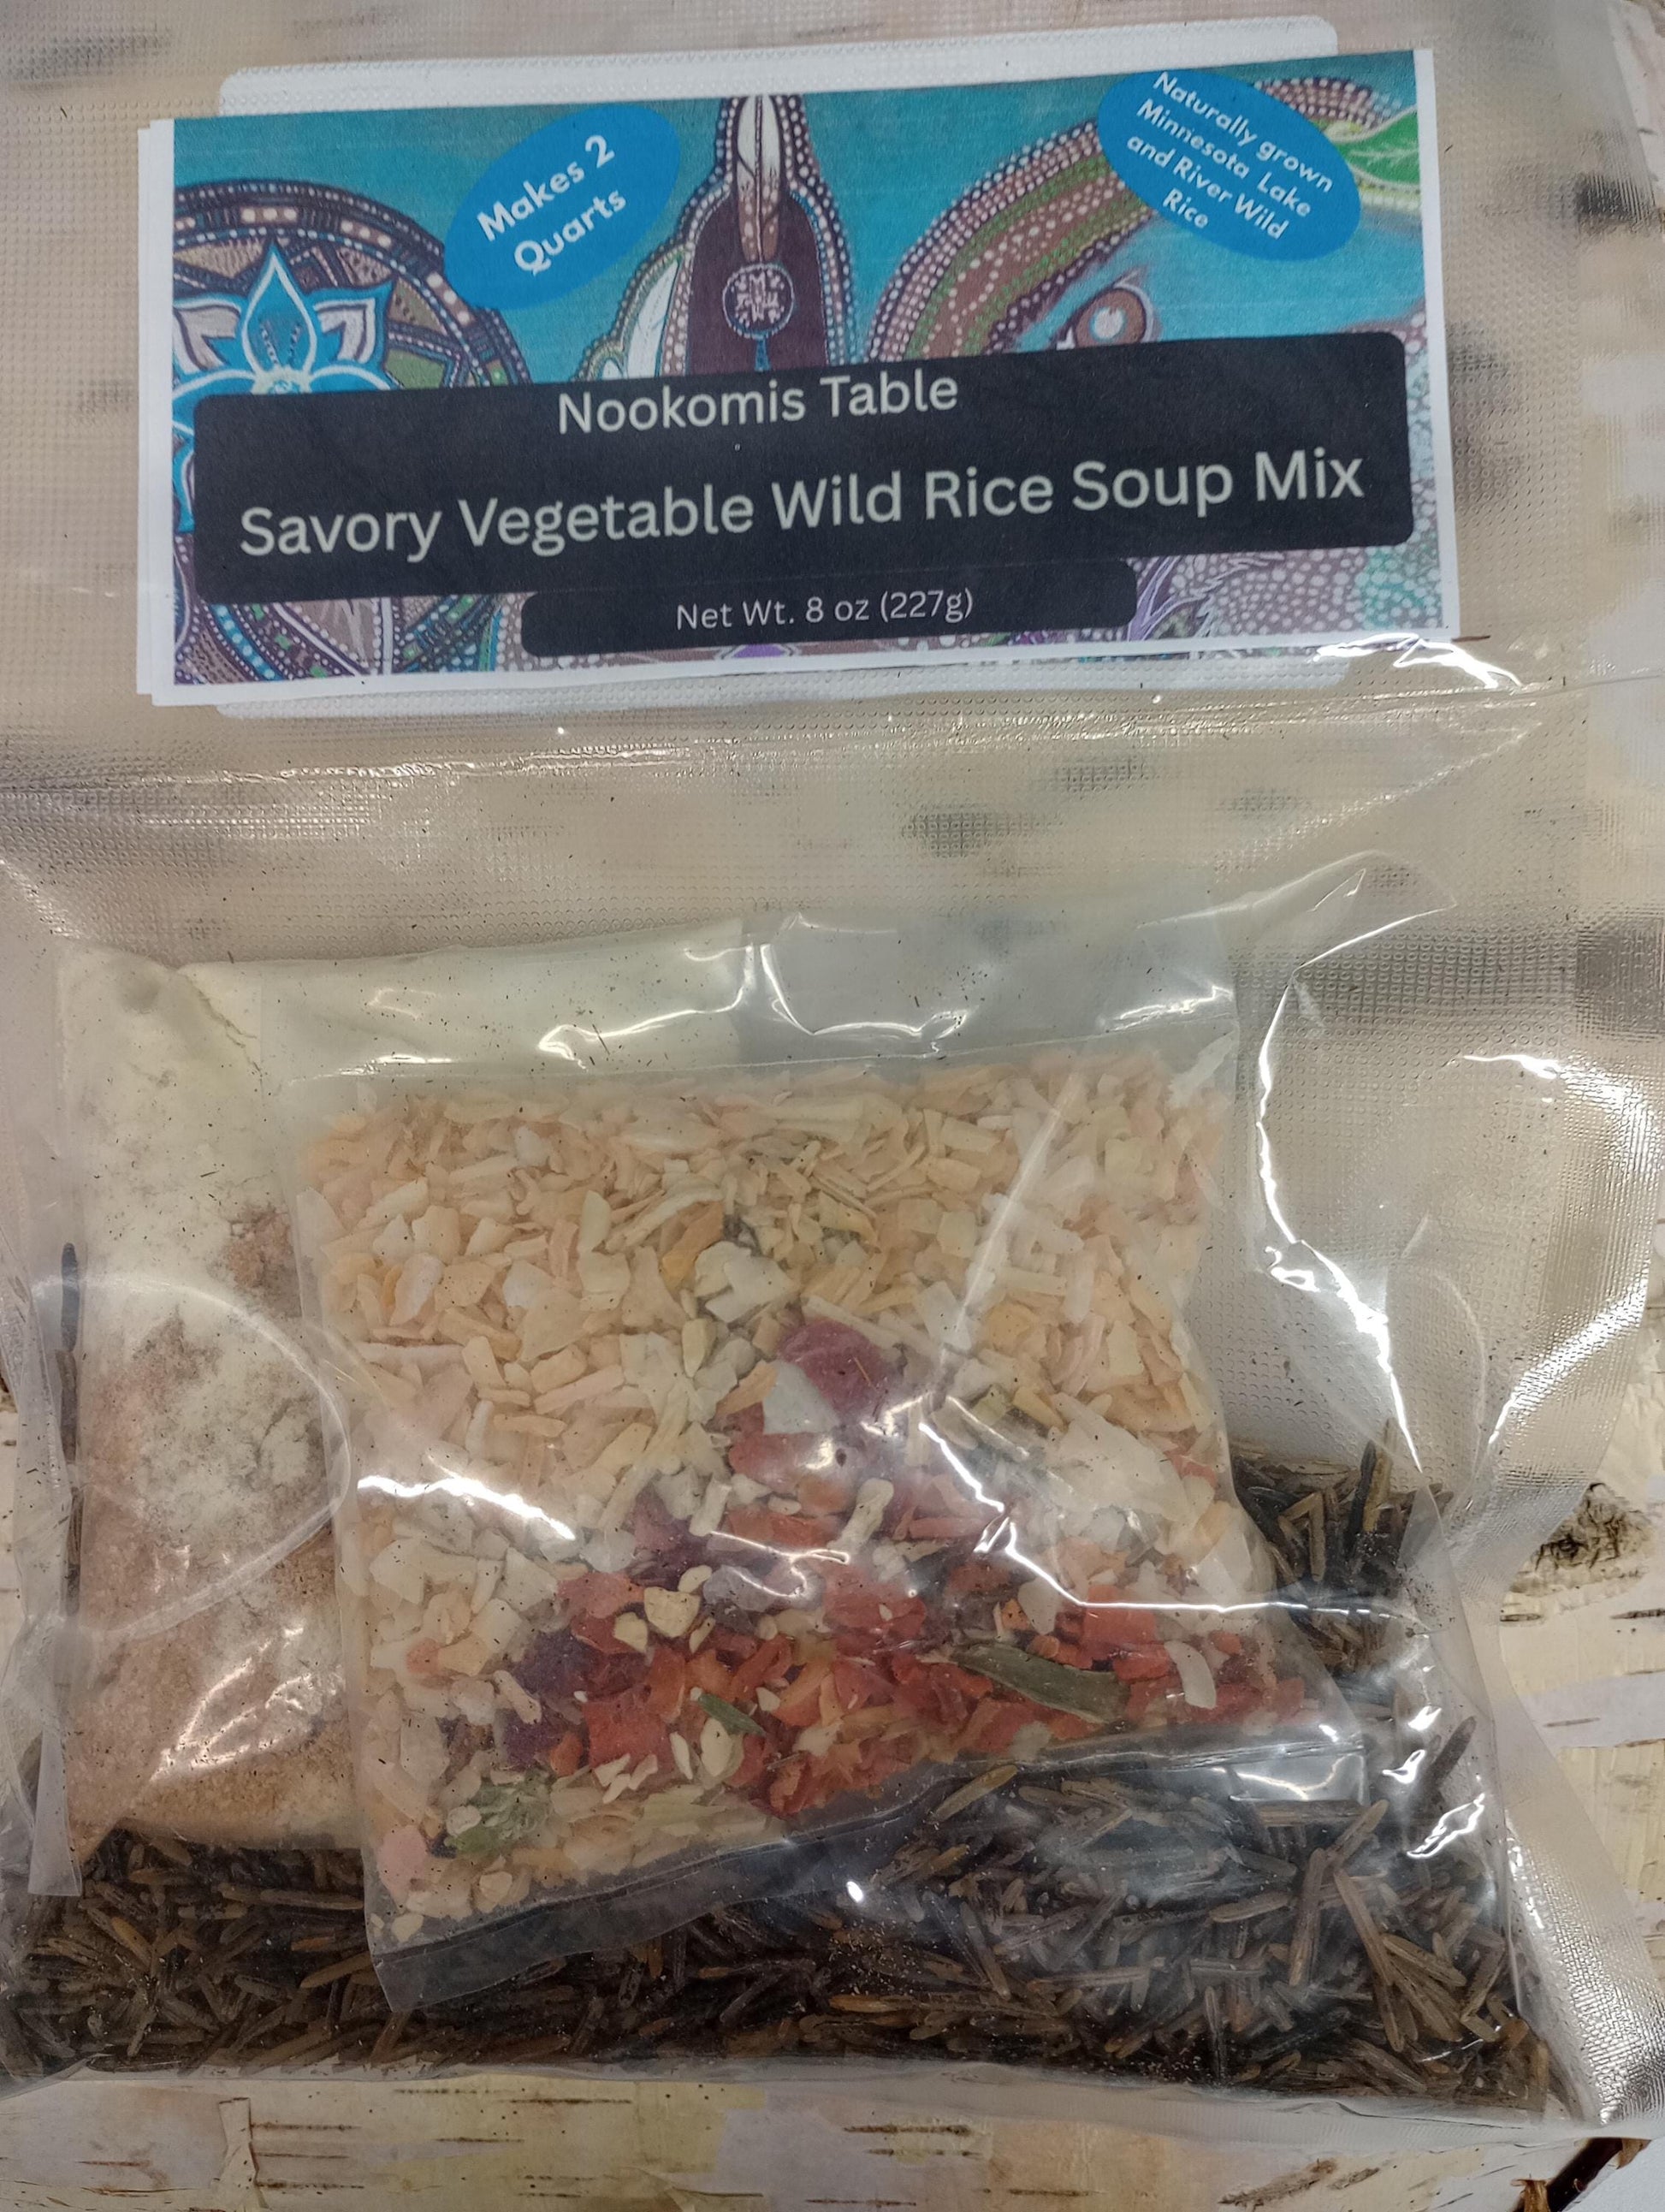 Makes 2
Quarts
Naturally grown
Minnesota Lake
and River Wild
Rice
Nookomis Table
Savory Vegetable Wild Rice Soup Mix
Net Wt. 8 oz (227g)